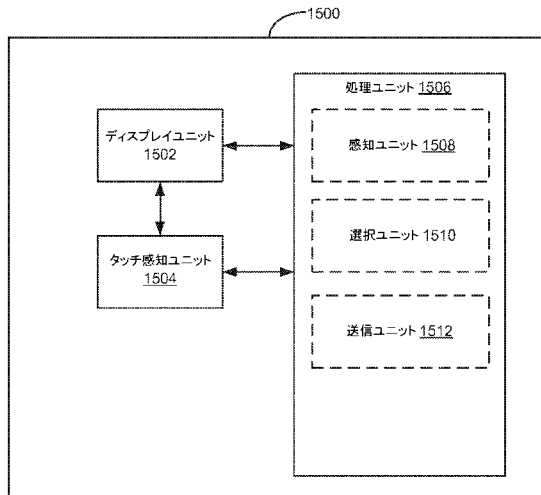 1500
処理ユニット 1506
ディスプレイユニット
1502
感知ユニット 1508
選択ユニット 1510
タッチ感知ユニット
1504
送信ユニット 1512